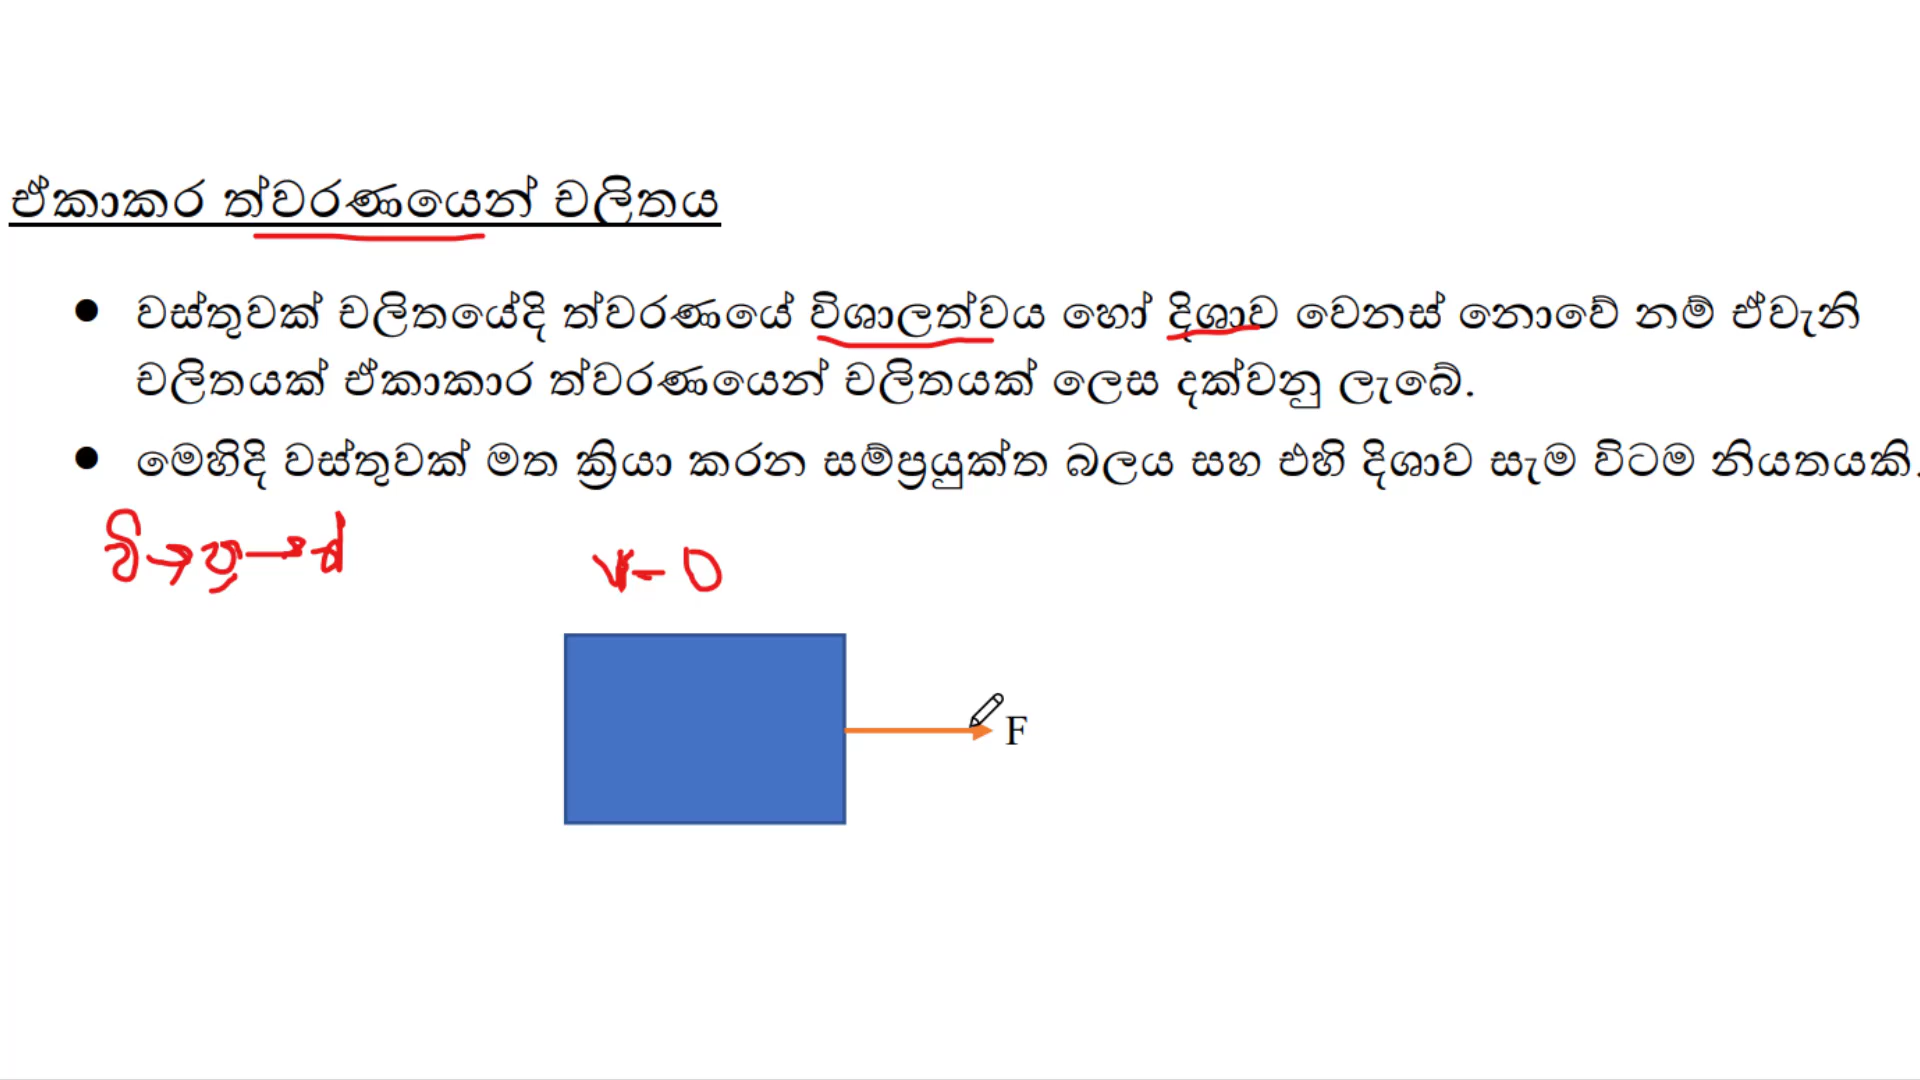 ඒකාකර ත්වරණයෙන් චලිතය
● වස්තුවක් චලිතයේදි ත්වරණයේ විශාලත්වය හෝ දිශාව වෙනස් නොවේ නම් ඒවැනි
චලිතයක් ඒකාකාර ත්වරණයෙන් චලිතයක් ලෙස දක්වනු ලැබේ.
● මෙහිදි වස්තුවක් මත ක්‍රියා කරන සම්ප්‍රයුක්ත බලය සහ එහි දිශාව සැම විටම නියතයකි.
වි→ප්‍ර→ත්
F